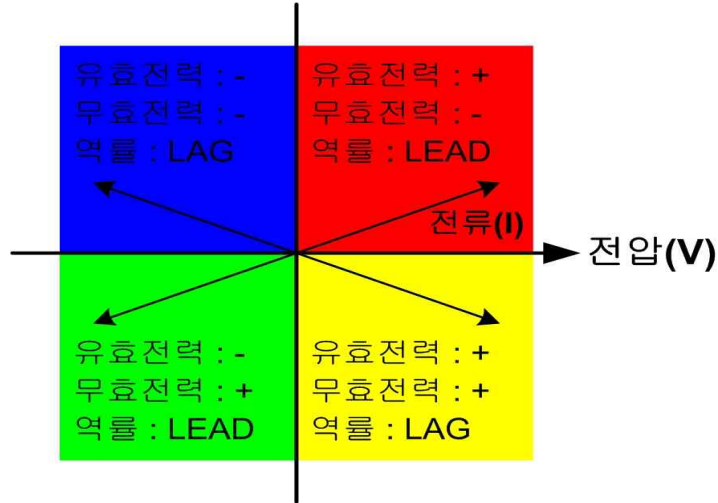 유효전력 : -
무효전력 : -
역률 : LAG
유효전력 : +
무효전력 : -
역률 : LEAD
전류(I)
전압(V)
유효전력 : -
무효전력 : +
역률 : LEAD
유효전력 : +
무효전력 : +
역률 : LAG